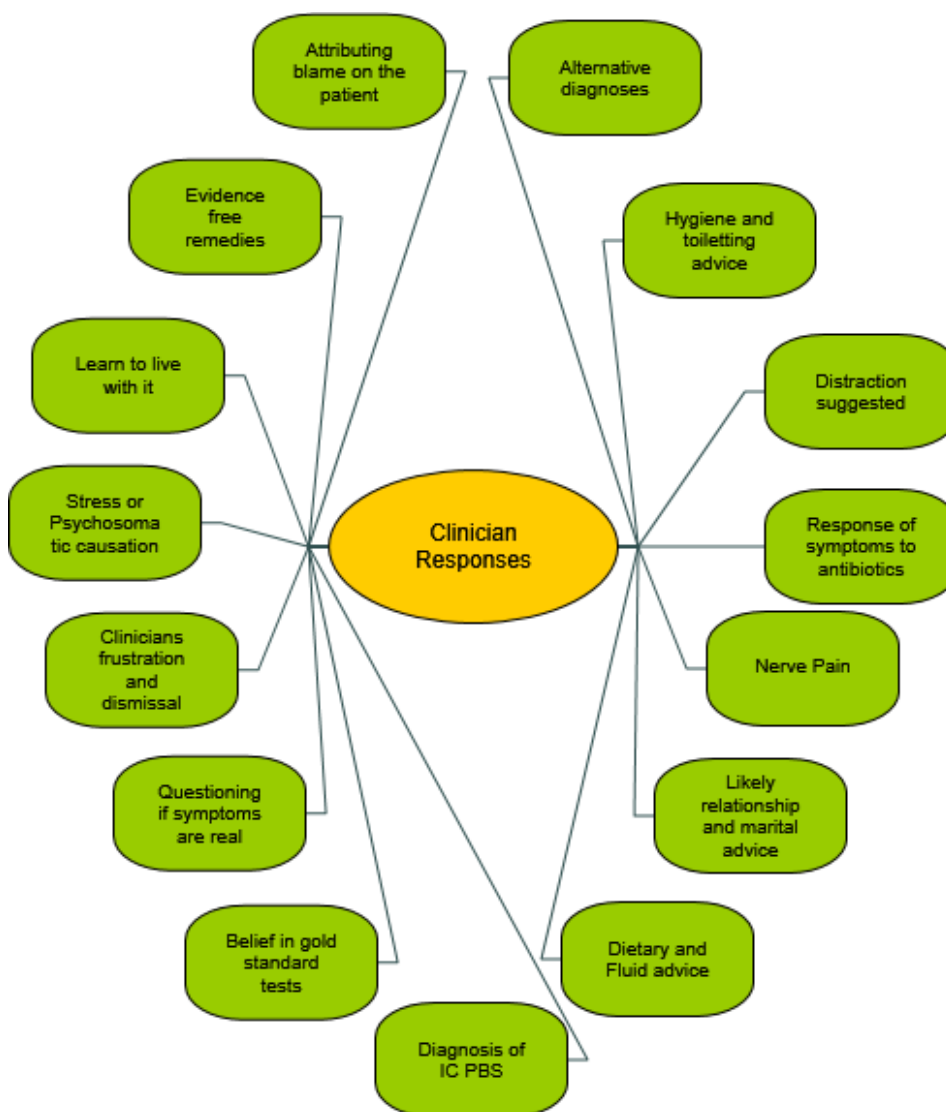 Attributing
blame on the
patient
Alternative
diagnoses
Evidence
free
remedies
Hygiene and
toiletting
advice
Learn to live
with it
Distraction
suggested
Stress or
Psychosoma
tic causation
Clinician
Responses
Response of
symptoms to
antibiotics
Clinicians
frustration
and
dismissal
Nerve Pain
Questioning
if symptoms
are real
Likely
relationship
and marital
advice
Belief in gold
standard
tests
Dietary and
Fluid advice
Diagnosis of
IC PBS